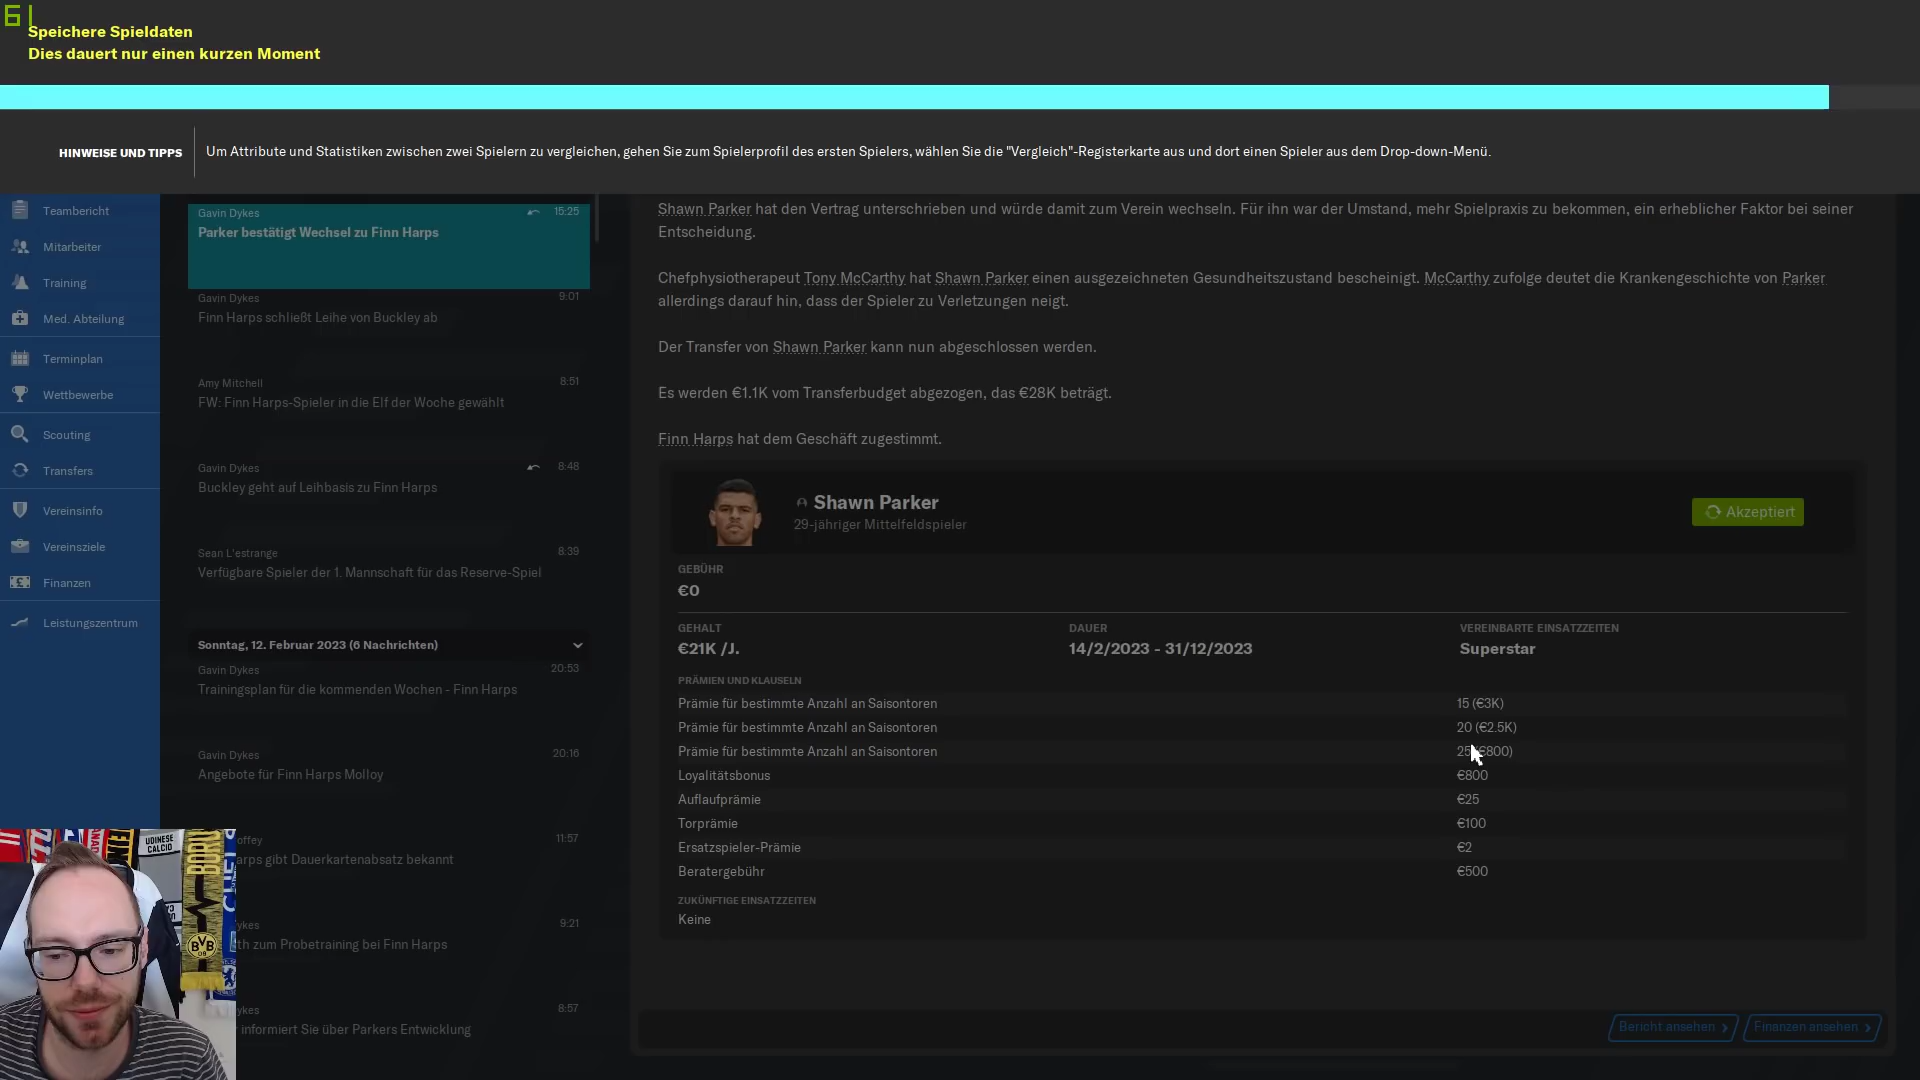 61
Speichere Spieldaten
Dies dauert nur einen kurzen Moment
HINWEISE UND TIPPS
Um Attribute und Statistiken zwischen zwei Spielern zu vergleichen, gehen Sie zum Spielerprofil des ersten Spielers, wählen Sie die "Vergleich"-Registerkarte aus und dort einen Spieler aus dem Drop-down-Menü.
Teambericht
Mitarbeiter
Training
Med. Abteilung
Terminplan
Wettbewerbe
Scouting
Transfers
Vereinsinfo
Vereinsziele
Finanzen
Leistungszentrum
Gavin Dykes 15:25
Parker bestätigt Wechsel zu Finn Harps
Gavin Dykes 9:01
Finn Harps schließt Leihe von Buckley ab
Amy Mitchell 8:51
FW: Finn Harps-Spieler in die Elf der Woche gewählt
Gavin Dykes 8:48
Buckley geht auf Leihbasis zu Finn Harps
Sean L'estrange 8:39
Verfügbare Spieler der 1. Mannschaft für das Reserve-Spiel
Sonntag, 12. Februar 2023 (6 Nachrichten)
Gavin Dykes 20:53
Trainingsplan für die kommenden Wochen - Finn Harps
Gavin Dykes 20:16
Angebote für Finn Harps Molloy
offey 11:57
arps gibt Dauerkartenabsatz bekannt
ykes 9:21
th zum Probetraining bei Finn Harps
ykes 8:57
informiert Sie über Parkers Entwicklung
Shawn Parker hat den Vertrag unterschrieben und würde damit zum Verein wechseln. Für ihn war der Umstand, mehr Spielpraxis zu bekommen, ein erheblicher Faktor bei seiner
Entscheidung.
Chefphysiotherapeut Tony McCarthy hat Shawn Parker einen ausgezeichneten Gesundheitszustand bescheinigt. McCarthy zufolge deutet die Krankengeschichte von Parker
allerdings darauf hin, dass der Spieler zu Verletzungen neigt.
Der Transfer von Shawn Parker kann nun abgeschlossen werden.
Es werden €1.1K vom Transferbudget abgezogen, das €28K beträgt.
Finn Harps hat dem Geschäft zugestimmt.
Shawn Parker
29-jähriger Mittelfeldspieler
Akzeptiert
GEBÜHR
€0
GEHALT DAUER VEREINBARTE EINSATZZEITEN
€21K /J. 14/2/2023 - 31/12/2023 Superstar
PRÄMIEN UND KLAUSELN
Prämie für bestimmte Anzahl an Saisontoren 15 (€3K)
Prämie für bestimmte Anzahl an Saisontoren 20 (€2.5K)
Prämie für bestimmte Anzahl an Saisontoren 25 (€800)
Loyalitätsbonus €800
Auflaufprämie €25
Torprämie €100
Ersatzspieler-Prämie €2
Beratergebühr €500
ZUKÜNFTIGE EINSATZZEITEN
Keine
Bericht ansehen
Finanzen ansehen
UDINESE CALCIO
BORU
BVB 09